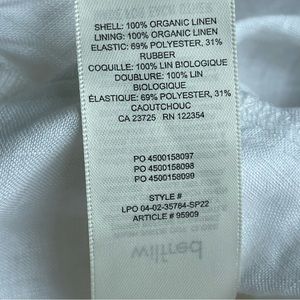 SHELL: 100% ORGANIC LINEN
LINING: 100% ORGANIC LINEN
ELASTIC: 69% POLYESTER, 31%
RUBBER
COQUILLE: 100% LIN BIOLOGIQUE
DOUBLURE: 100% LIN
BIOLOGIQUE
ÉLASTIQUE: 69% POLYESTER, 31%
CAOUTCHOUC
CA 23725 RN 122354
PO 4500158097
PO 4500158098
PO 4500158099
STYLE #
LPO 04-02-35784-SP22
ARTICLE # 95909
wilfred